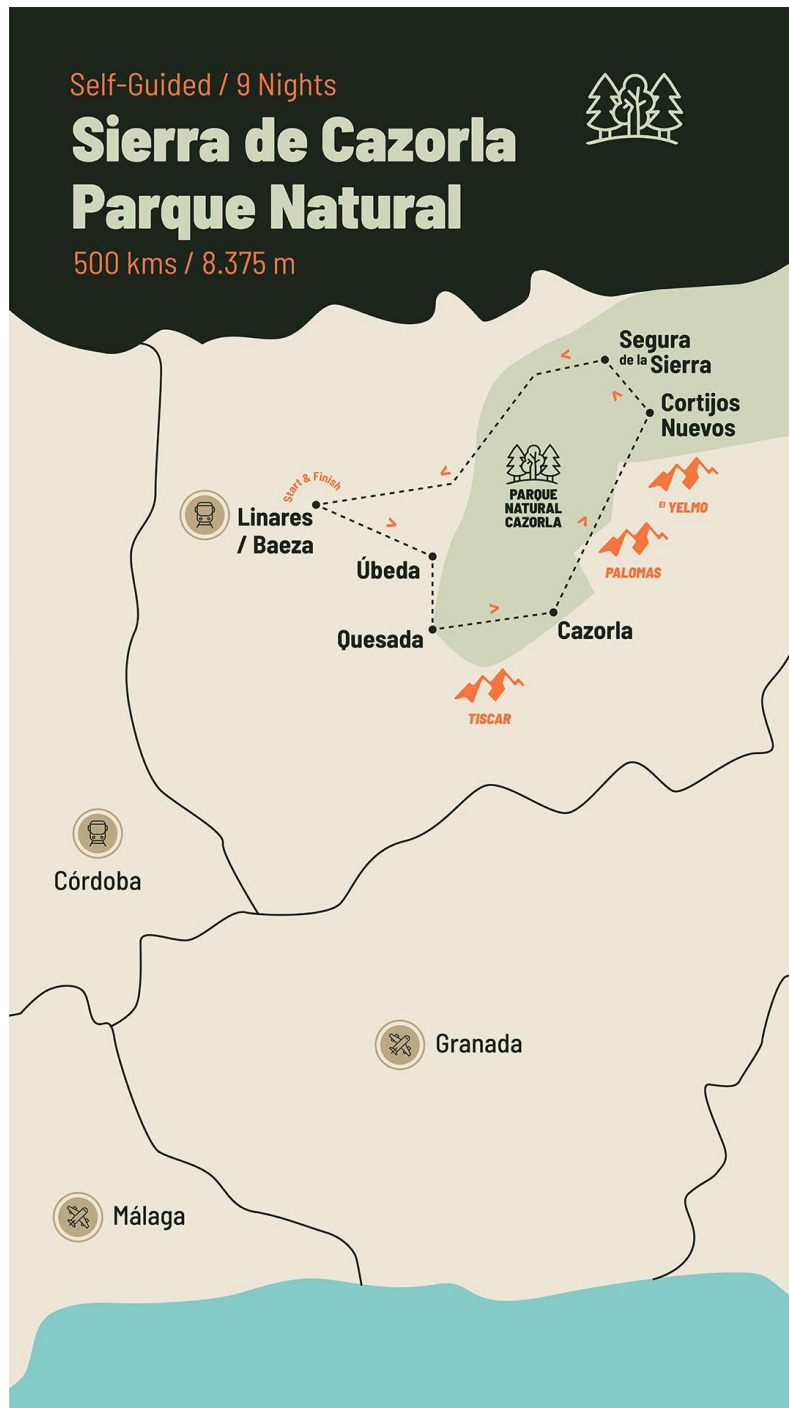 Self-Guided / 9 Nights
Sierra de Cazorla
Parque Natural
500 kms / 8.375 m
Segura
de la Sierra
Cortijos
Nuevos
PARQUE
NATURAL
CAZORLA
El YELMO
Start & Finish
Linares
/ Baeza
PALOMAS
Úbeda
Quesada
Cazorla
TISCAR
Córdoba
Granada
Málaga